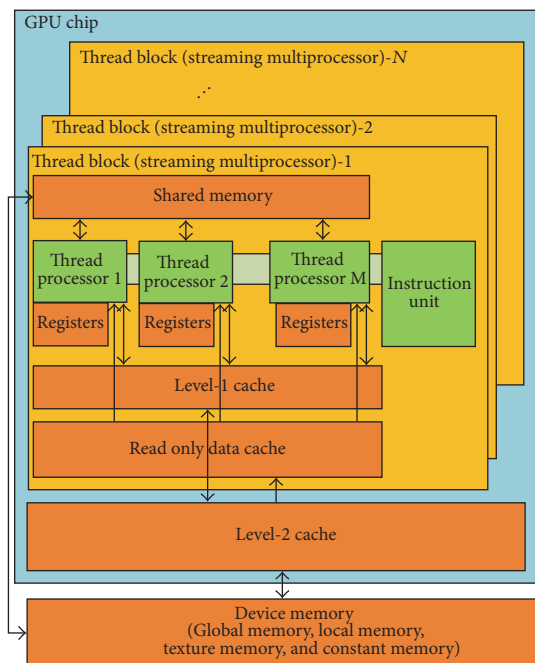 GPU chip
Thread block (streaming multiprocessor)-N
⋰
Thread block (streaming multiprocessor)-2
Thread block (streaming multiprocessor)-1
Shared memory
Thread
processor 1
Thread
processor 2
Thread
processor M
Instruction
unit
Registers
Registers
Registers
Level-1 cache
Read only data cache
Level-2 cache
Device memory
(Global memory, local memory,
texture memory, and constant memory)